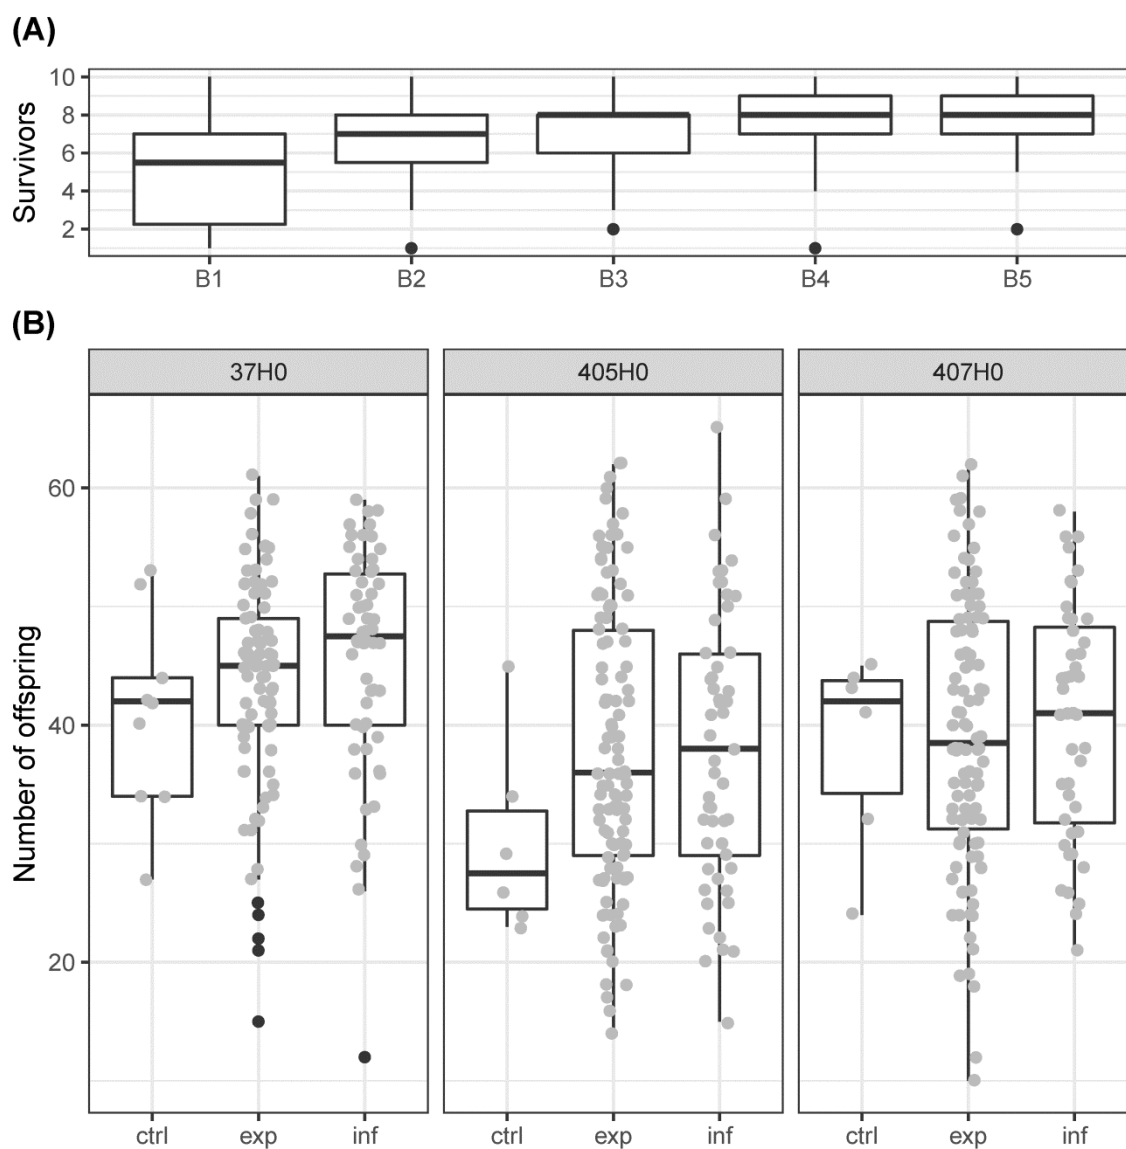 (A)
Survivors
10
8
6
4
2
B1 B2 B3 B4 B5
(B)
37H0 405H0 407H0
Number of offspring
60
40
20
ctrl exp inf ctrl exp inf ctrl exp inf